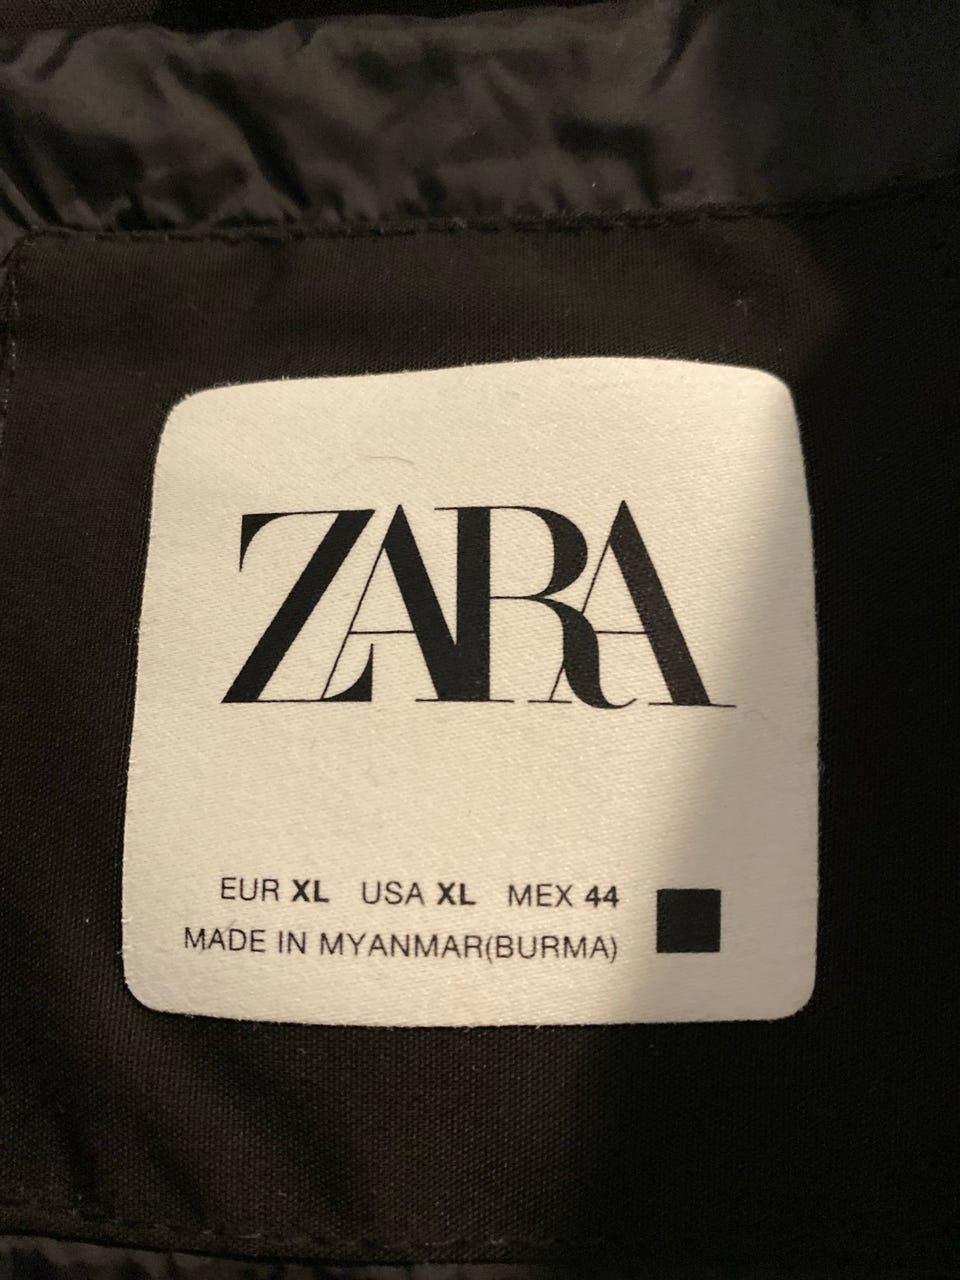 ZARA
EUR XL USA XL MEX 44
MADE IN MYANMAR(BURMA)